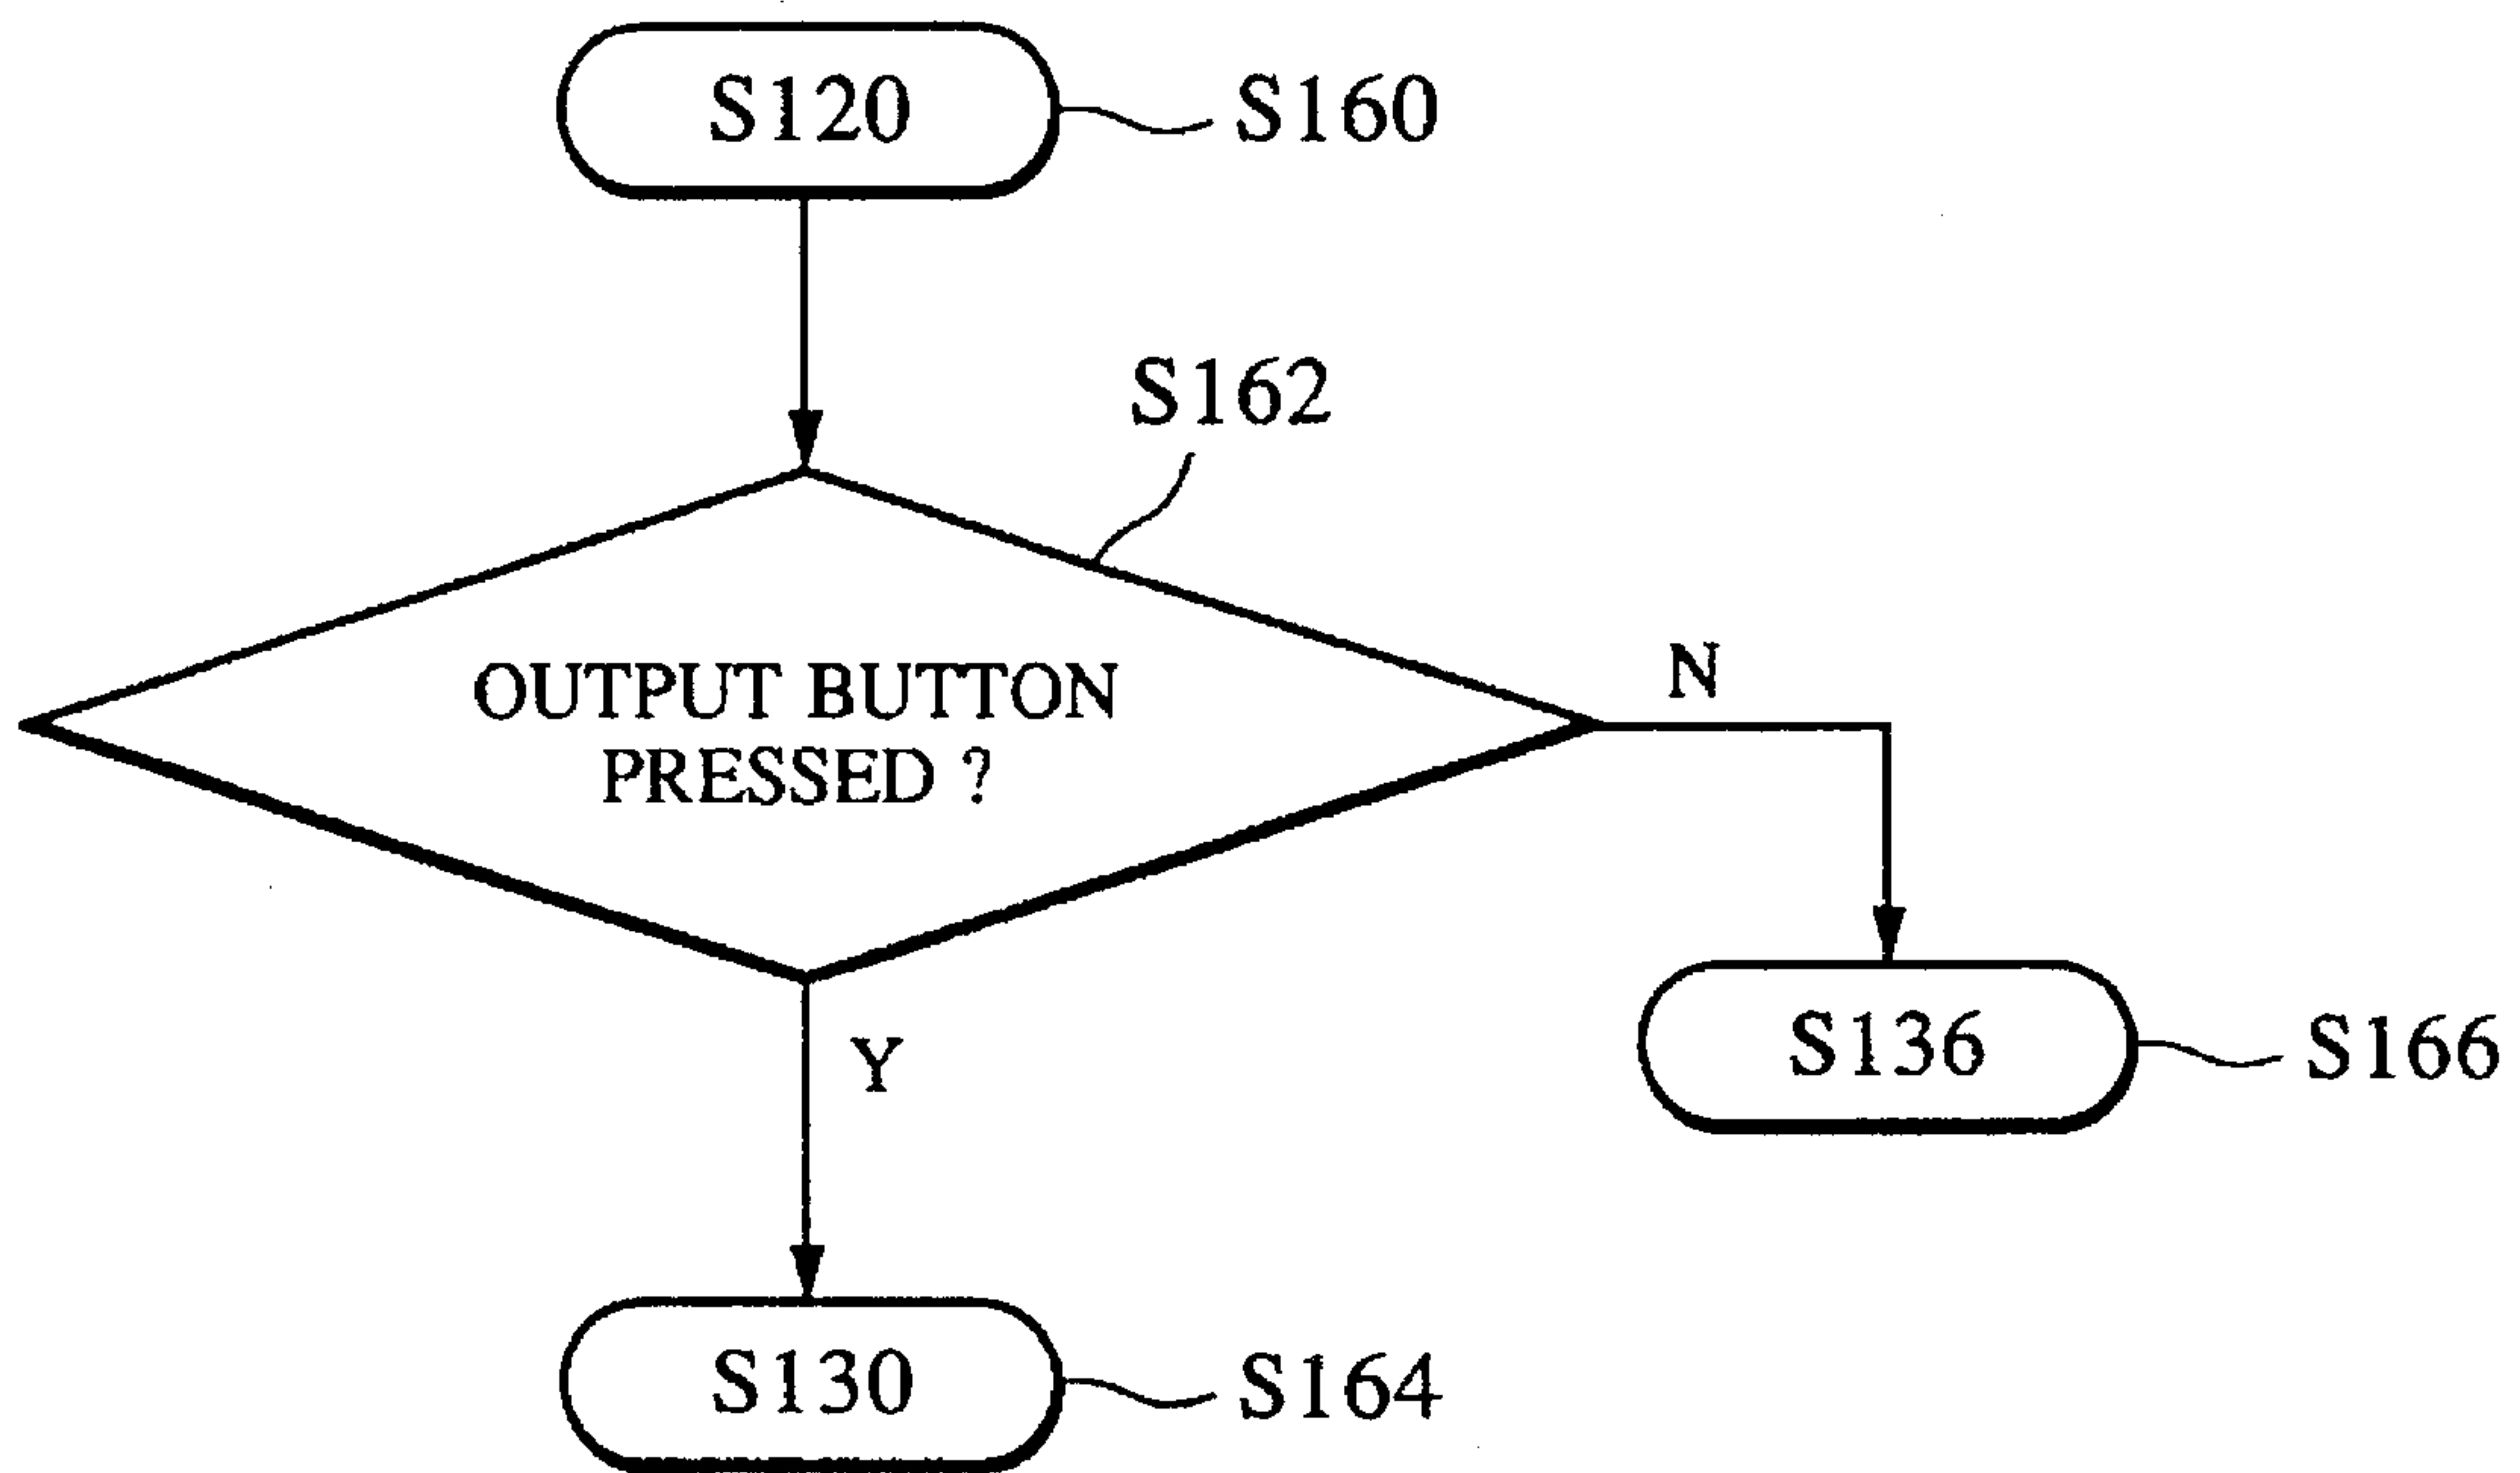 S120
S160
S162
OUTPUT BUTTON
PRESSED ?
N
S136
S166
Y
S130
S164